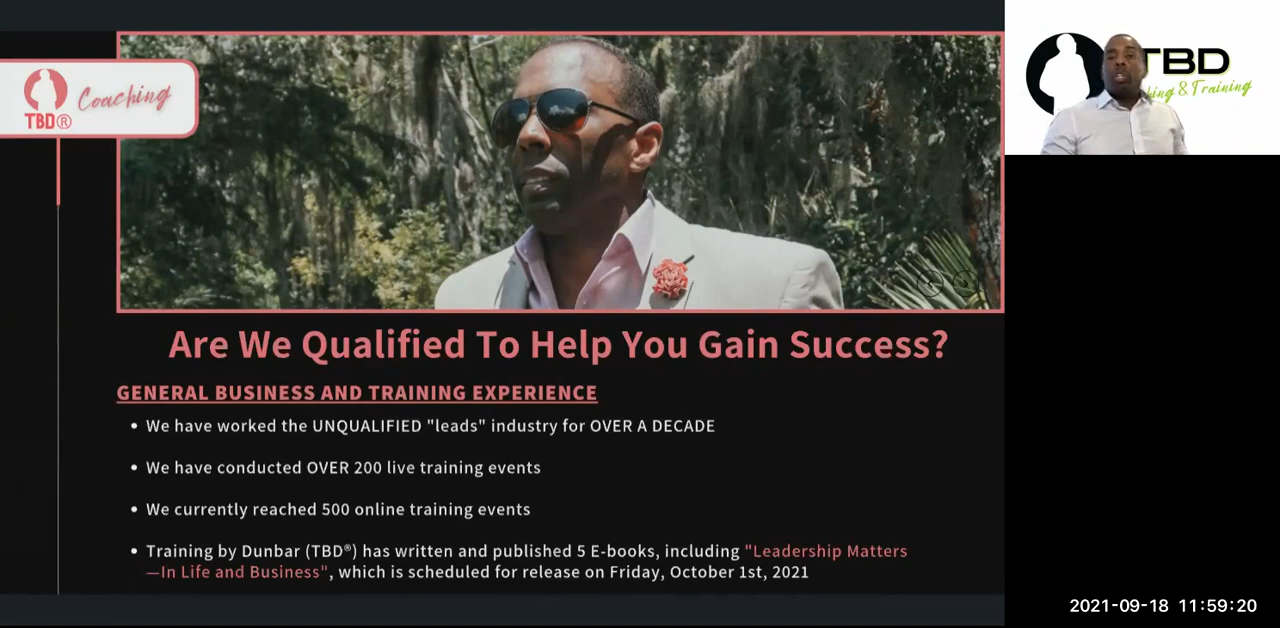 Coaching
TBD®
TBD
hing & Training
Are We Qualified To Help You Gain Success?
GENERAL BUSINESS AND TRAINING EXPERIENCE
• We have worked the UNQUALIFIED "leads" industry for OVER A DECADE
• We have conducted OVER 200 live training events
• We currently reached 500 online training events
• Training by Dunbar (TBD®) has written and published 5 E-books, including "Leadership Matters
—In Life and Business", which is scheduled for release on Friday, October 1st, 2021
2021-09-18 11:59:20